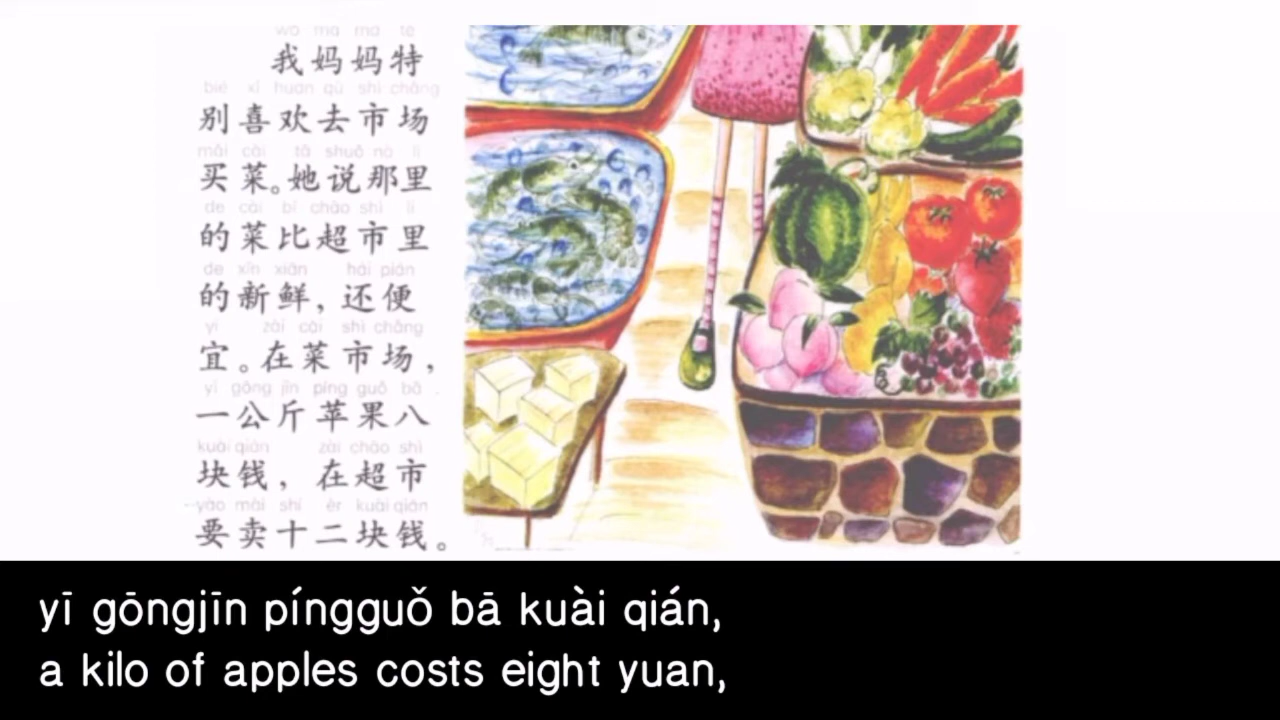 wǒ mā ma tè
我妈妈特
bié xǐ huan qù shì chǎng
别喜欢去市场
mǎi cài tā shuō nà lǐ
买菜。她说那里
de cài bǐ chāo shì lǐ
的菜比超市里
de xīn xiān hái pián
的新鲜，还便
yi zài cài shì chǎng
宜。在菜市场，
yì gōng jīn píng guǒ bā
一公斤苹果八
kuài qián zài chāo shì
块钱，在超市
yào mài shí èr kuài qián
要卖十二块钱。
yī gōngjīn píngguǒ bā kuài qián,
a kilo of apples costs eight yuan,